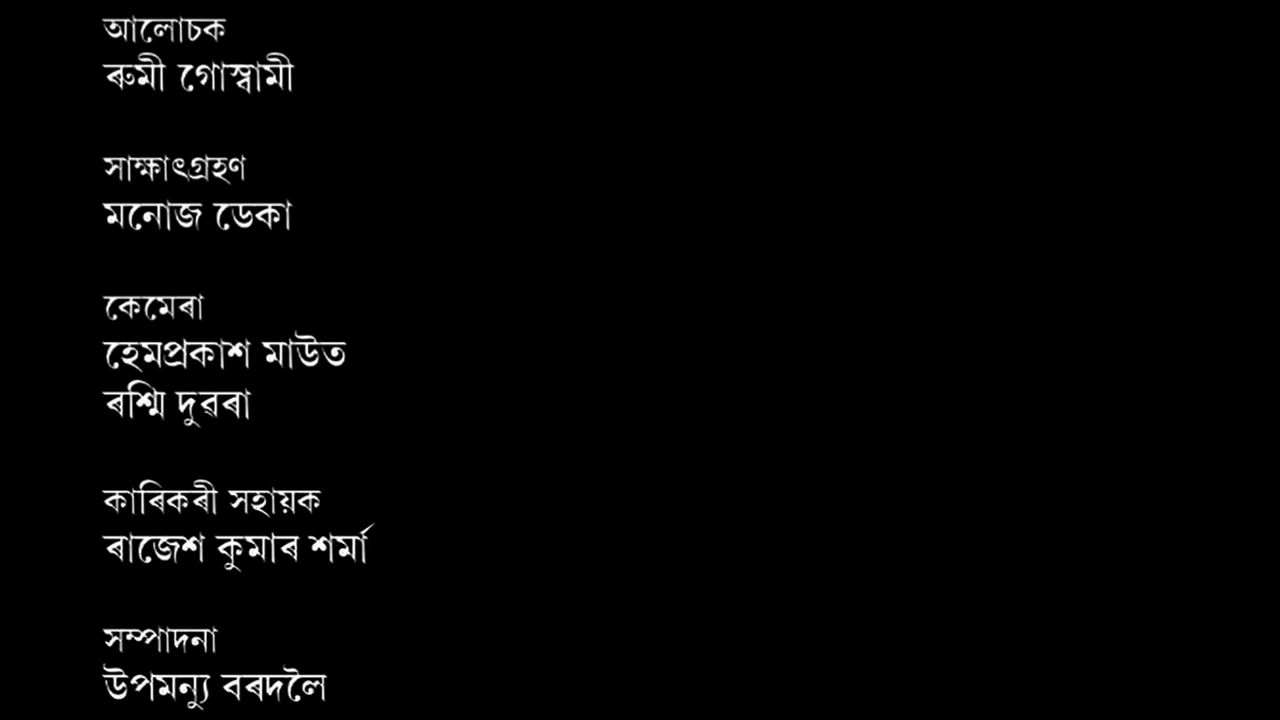 আলোচক
ৰুমী গোস্বামী
সাক্ষাৎগ্ৰহণ
মনোজ ডেকা
কেমেৰা
হেমপ্ৰকাশ মাউত
ৰশ্মি দুৱৰা
কাৰিকৰী সহায়ক
ৰাজেশ কুমাৰ শৰ্মা
সম্পাদনা
উপমন্যু বৰদলৈ